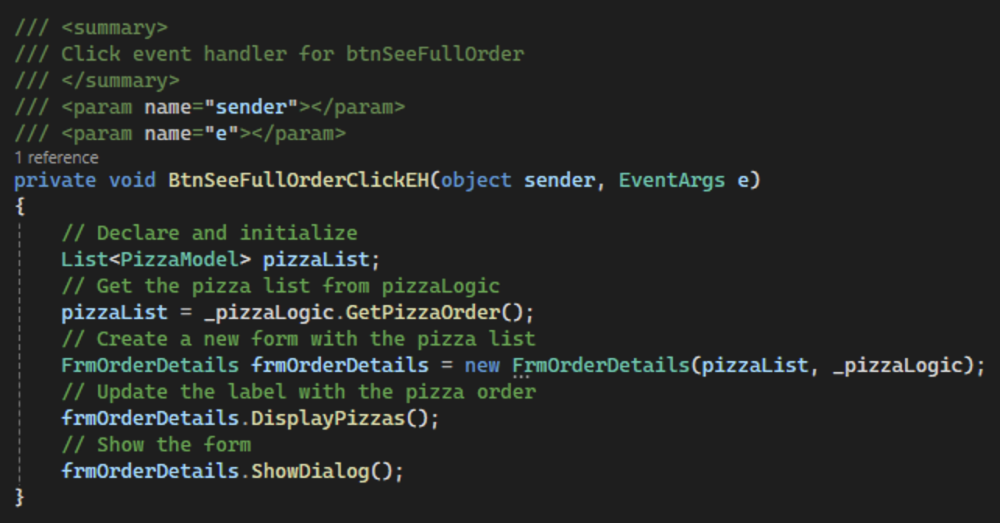 /// <summary>
/// Click event handler for btnSeeFullOrder
/// </summary>
/// <param name="sender"></param>
/// <param name="e"></param>
1 reference
private void BtnSeeFullOrderClickEH(object sender, EventArgs e)
{
    // Declare and initialize
    List<PizzaModel> pizzaList;
    // Get the pizza list from pizzaLogic
    pizzaList = _pizzaLogic.GetPizzaOrder();
    // Create a new form with the pizza list
    FrmOrderDetails frmOrderDetails = new FrmOrderDetails(pizzaList, _pizzaLogic);
    // Update the label with the pizza order
    frmOrderDetails.DisplayPizzas();
    // Show the form
    frmOrderDetails.ShowDialog();
}